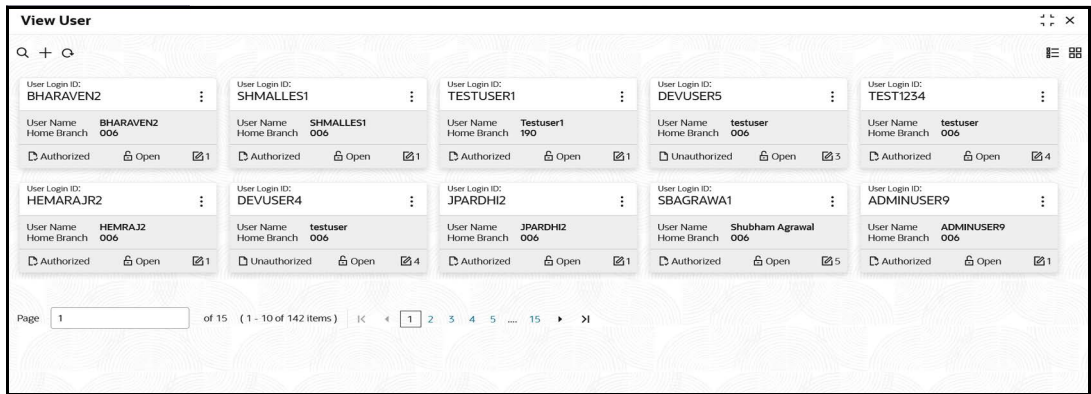 View User
User Login ID:
BHARAVEN2
User Name BHARAVEN2
Home Branch 006
Authorized Open 1
User Login ID:
SHMALLES1
User Name SHMALLES1
Home Branch 006
Authorized Open 1
User Login ID:
TESTUSER1
User Name Testuser1
Home Branch 190
Authorized Open 1
User Login ID:
DEVUSER5
User Name testuser
Home Branch 006
Unauthorized Open 3
User Login ID:
TEST1234
User Name testuser
Home Branch 006
Authorized Open 4
User Login ID:
HEMARAJR2
User Name HEMRAJ2
Home Branch 006
Authorized Open 1
User Login ID:
DEVUSER4
User Name testuser
Home Branch 006
Unauthorized Open 4
User Login ID:
JPARDHI2
User Name JPARDHI2
Home Branch 006
Authorized Open 1
User Login ID:
SBAGRAWA1
User Name Shubham Agrawal
Home Branch 006
Authorized Open 5
User Login ID:
ADMINUSER9
User Name ADMINUSER9
Home Branch 006
Authorized Open 1
Page 1 of 15 (1 - 10 of 142 items) 1 2 3 4 5 .... 15